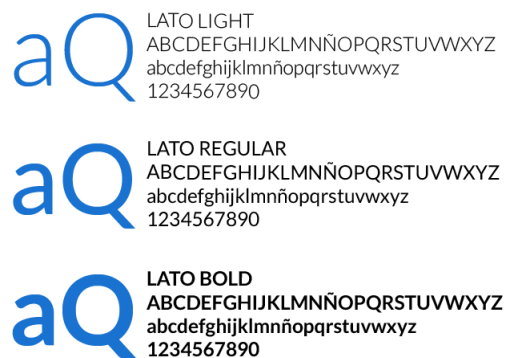 aQ
LATO LIGHT
ABCDEFGHIJKLMNÑOPQRSTUVWXYZ
abcdefghijklmnñopqrstuvwxyz
1234567890
aQ
LATO REGULAR
ABCDEFGHIJKLMNÑOPQRSTUVWXYZ
abcdefghijklmnñopqrstuvwxyz
1234567890
aQ
LATO BOLD
ABCDEFGHIJKLMNÑOPQRSTUVWXYZ
abcdefghijklmnñopqrstuvwxyz
1234567890